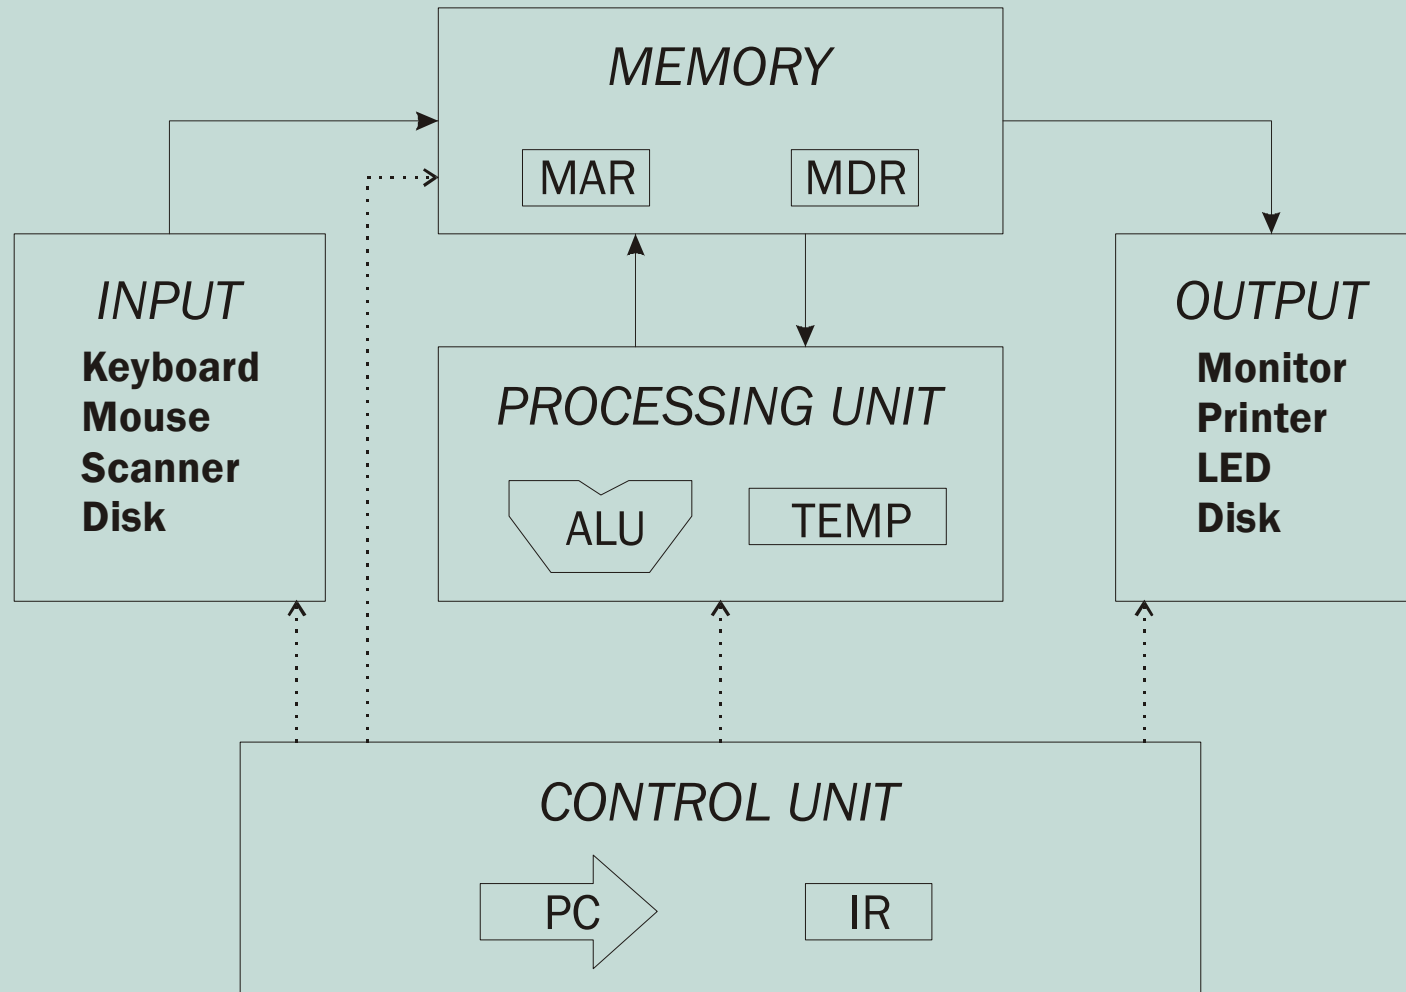 MEMORY
MAR
MDR
INPUT
Keyboard
Mouse
Scanner
Disk
PROCESSING UNIT
ALU
TEMP
OUTPUT
Monitor
Printer
LED
Disk
CONTROL UNIT
PC
IR